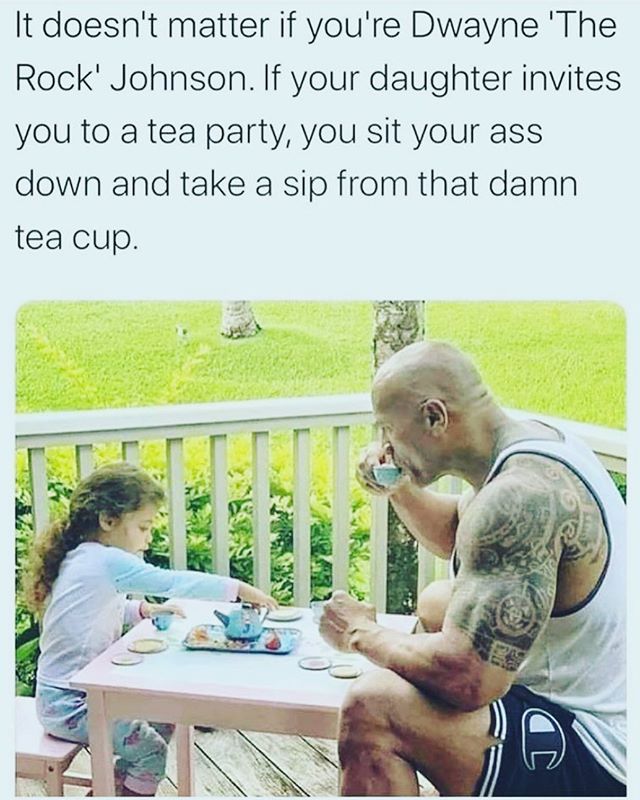 It doesn't matter if you're Dwayne 'The
Rock' Johnson. If your daughter invites
you to a tea party, you sit your ass
down and take a sip from that damn
tea cup.